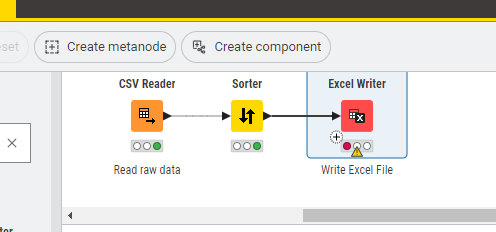 Create metanode
Create component
CSV Reader
Sorter
Excel Writer
Read raw data
Write Excel File